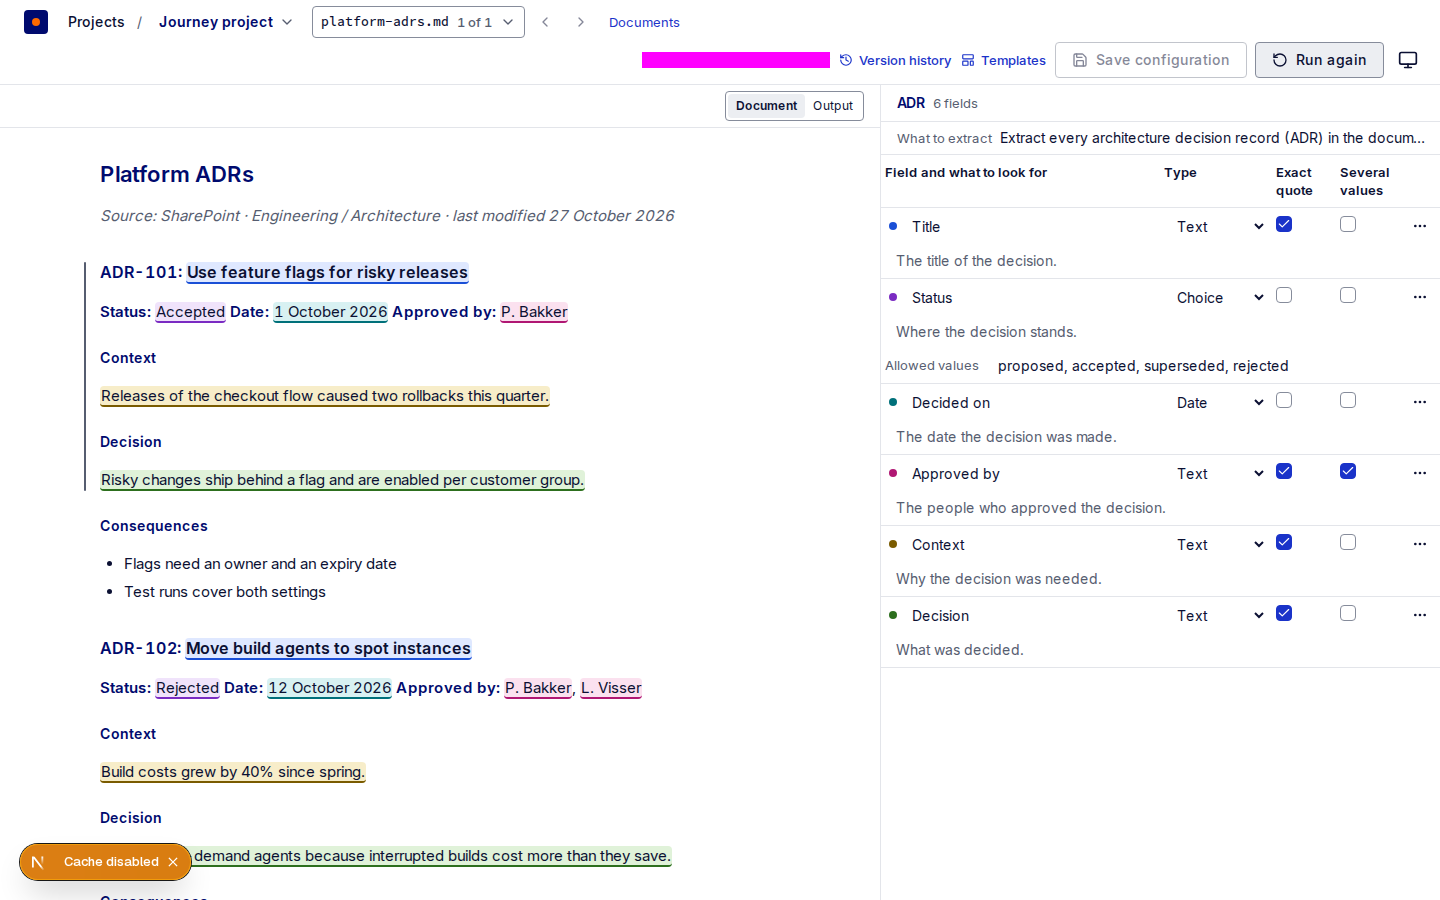 Projects / Journey project
platform-adrs.md 1 of 1
Documents
Version history
Templates
Save configuration
Run again
Document
Output
Platform ADRs
Source: SharePoint · Engineering / Architecture · last modified 27 October 2026
ADR-101: Use feature flags for risky releases
Status: Accepted Date: 1 October 2026 Approved by: P. Bakker
Context
Releases of the checkout flow caused two rollbacks this quarter.
Decision
Risky changes ship behind a flag and are enabled per customer group.
Consequences
• Flags need an owner and an expiry date
• Test runs cover both settings
ADR-102: Move build agents to spot instances
Status: Rejected Date: 12 October 2026 Approved by: P. Bakker, L. Visser
Context
Build costs grew by 40% since spring.
Decision
demand agents because interrupted builds cost more than they save.
Cache disabled
ADR 6 fields
What to extract Extract every architecture decision record (ADR) in the docum...
Field and what to look for Type Exact quote Several values
Title Text
The title of the decision.
Status Choice
Where the decision stands.
Allowed values proposed, accepted, superseded, rejected
Decided on Date
The date the decision was made.
Approved by Text
The people who approved the decision.
Context Text
Why the decision was needed.
Decision Text
What was decided.